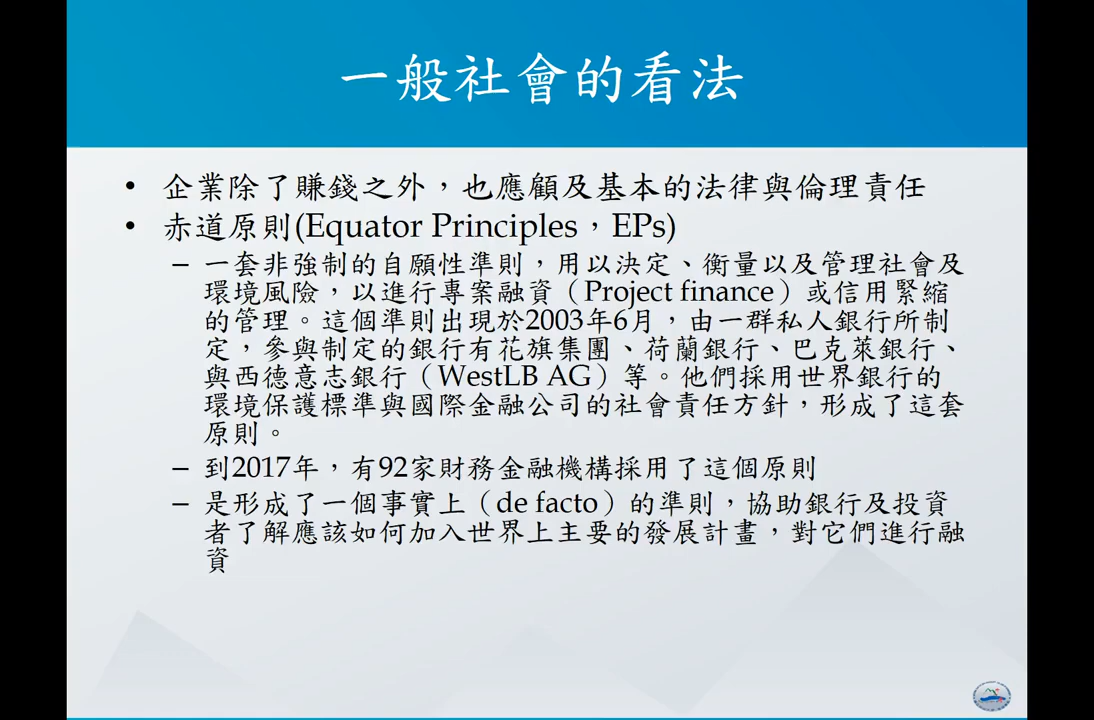 一般社會的看法
• 企業除了賺錢之外，也應顧及基本的法律與倫理責任
• 赤道原則(Equator Principles，EPs)
– 一套非強制的自願性準則，用以決定、衡量以及管理社會及
環境風險，以進行專案融資（Project finance）或信用緊縮
的管理。這個準則出現於2003年6月，由一群私人銀行所制
定，參與制定的銀行有花旗集團、荷蘭銀行、巴克萊銀行、
與西德意志銀行（WestLB AG）等。他們採用世界銀行的
環境保護標準與國際金融公司的社會責任方針，形成了這套
原則。
– 到2017年，有92家財務金融機構採用了這個原則
– 是形成了一個事實上（de facto）的準則，協助銀行及投資
者了解應該如何加入世界上主要的發展計畫，對它們進行融
資